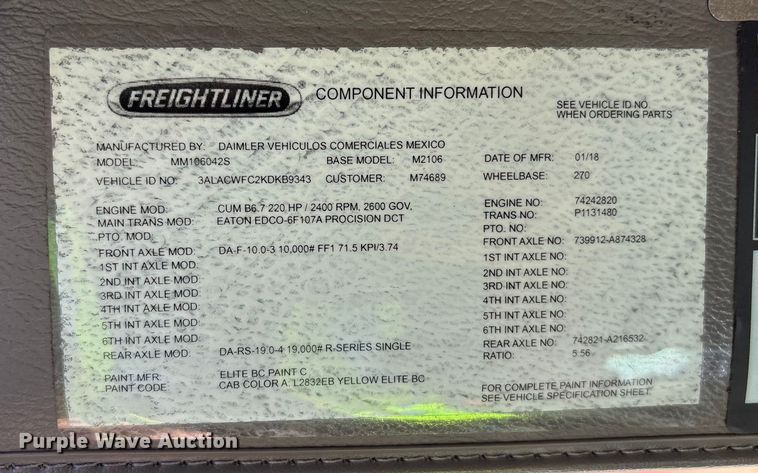 FREIGHTLINER
COMPONENT INFORMATION
SEE VEHICLE ID NO.
WHEN ORDERING PARTS
MANUFACTURED BY: DAIMLER VEHICULOS COMERCIALES MEXICO
MODEL: MM106042S BASE MODEL: M2106 DATE OF MFR: 01/18
VEHICLE ID NO: 3ALACWFC2KDKB9343 CUSTOMER: M74689 WHEELBASE: 270
ENGINE MOD: CUM B6.7 220 HP / 2400 RPM, 2600 GOV, ENGINE NO: 74242820
MAIN TRANS MOD: EATON EDCO-6F107A PROCISION DCT TRANS NO: P1131480
PTO. MOD: PTO. NO:
FRONT AXLE MOD: DA-F-10.0-3 10,000# FF1 71.5 KPI/3.74 FRONT AXLE NO: 739912-A874328
1ST INT AXLE MOD: 1ST INT AXLE NO:
2ND INT AXLE MOD: 2ND INT AXLE NO:
3RD INT AXLE MOD: 3RD INT AXLE NO:
4TH INT AXLE MOD: 4TH INT AXLE NO:
5TH INT AXLE MOD: 5TH INT AXLE NO:
6TH INT AXLE MOD: 6TH INT AXLE NO:
REAR AXLE MOD: DA-RS-19.0-4 19,000# R-SERIES SINGLE REAR AXLE NO: 742821-A216532
RATIO: 5.56
PAINT MFR: ELITE BC PAINT C
PAINT CODE: CAB COLOR A: L2832EB YELLOW ELITE BC
FOR COMPLETE PAINT INFORMATION
SEE VEHICLE SPECIFICATION SHEET
Purple Wave Auction